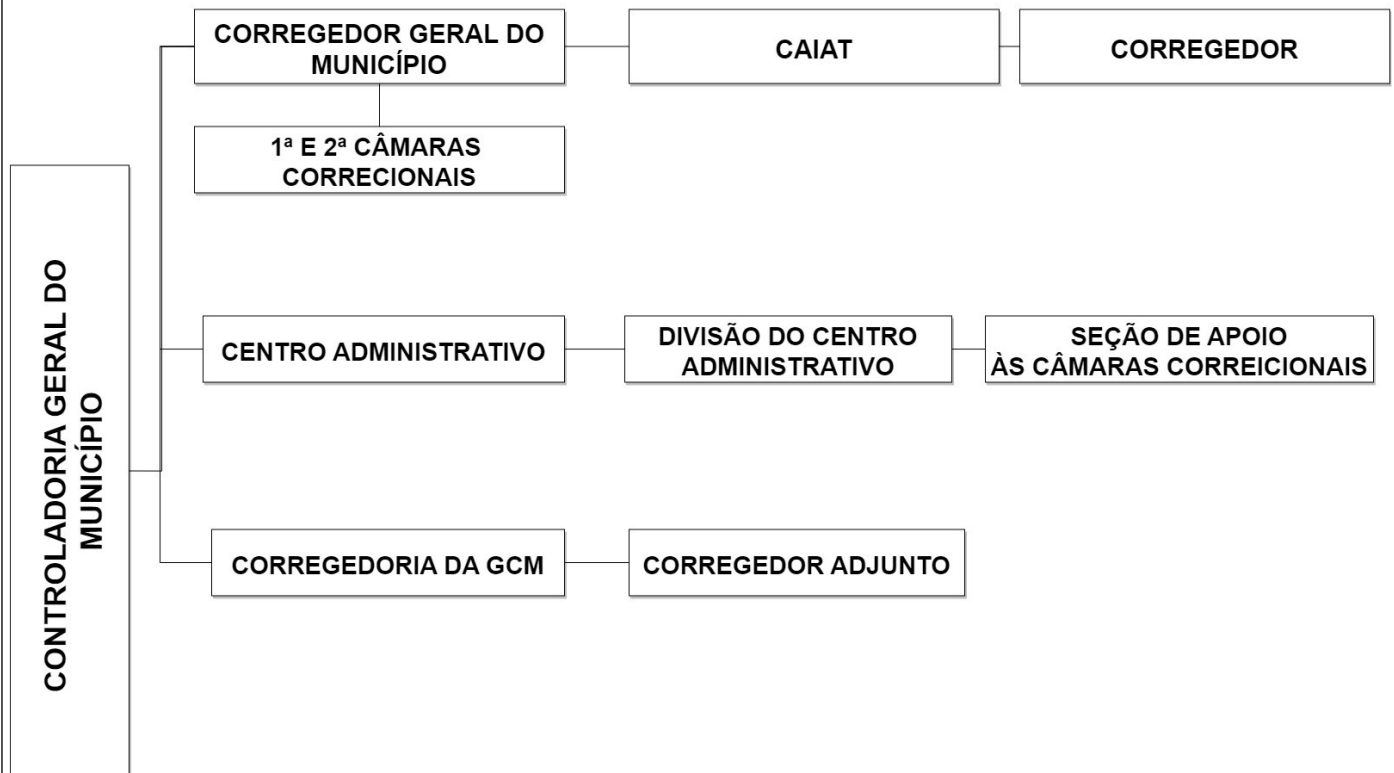 CORREGEDOR GERAL DO
MUNICÍPIO
CAIAT
CORREGEDOR
1ª E 2ª CÂMARAS
CORRECIONAIS
CONTROLADORIA GERAL DO
MUNICÍPIO
CENTRO ADMINISTRATIVO
DIVISÃO DO CENTRO
ADMINISTRATIVO
SEÇÃO DE APOIO
ÀS CÂMARAS CORREICIONAIS
CORREGEDORIA DA GCM
CORREGEDOR ADJUNTO